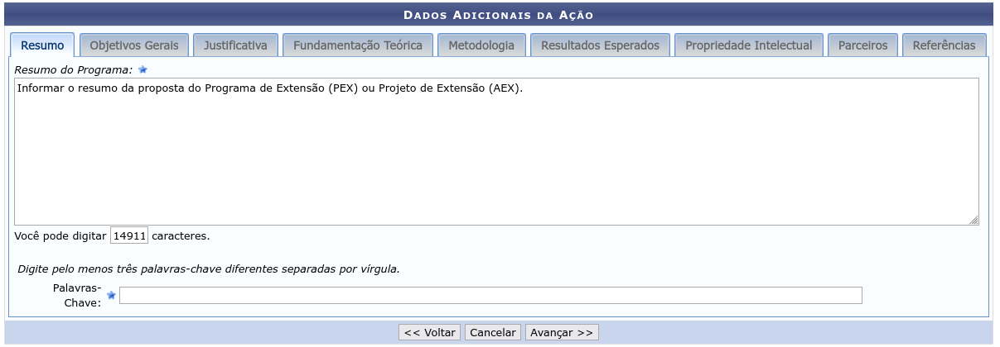 Dados Adicionais da Ação
Resumo Objetivos Gerais Justificativa Fundamentação Teórica Metodologia Resultados Esperados Propriedade Intelectual Parceiros Referências
Resumo do Programa:
Informar o resumo da proposta do Programa de Extensão (PEX) ou Projeto de Extensão (AEX).
Você pode digitar 14911 caracteres.
Digite pelo menos três palavras-chave diferentes separadas por vírgula.
Palavras-
Chave:
<< Voltar Cancelar Avançar >>